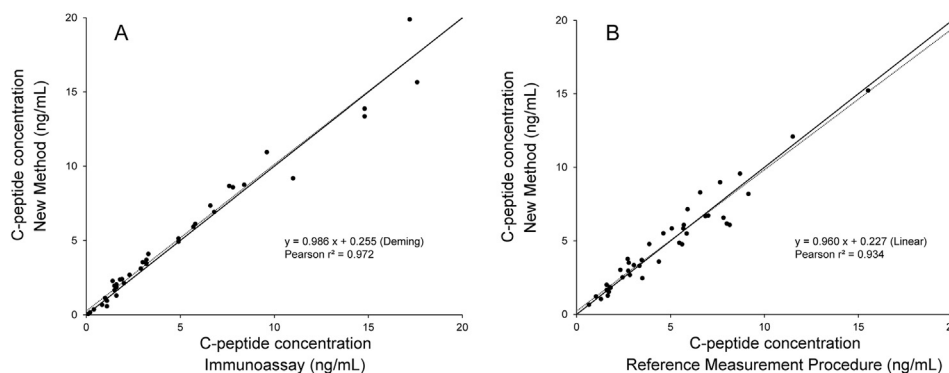 A
C-peptide concentration
New Method (ng/mL)
20
15
10
5
0
0
5
10
15
20
y = 0.986 x + 0.255 (Deming)
Pearson r² = 0.972
C-peptide concentration
Immunoassay (ng/mL)
B
C-peptide concentration
New Method (ng/mL)
20
15
10
5
0
0
5
10
15
20
y = 0.960 x + 0.227 (Linear)
Pearson r² = 0.934
C-peptide concentration
Reference Measurement Procedure (ng/mL)